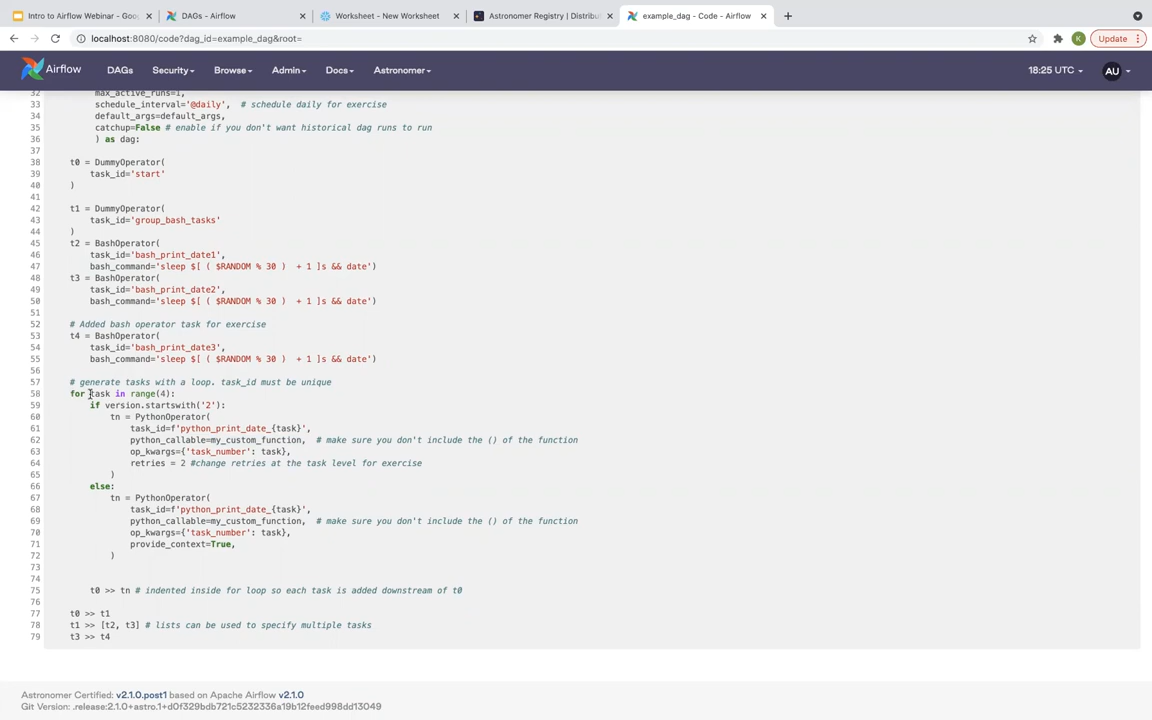 Intro to Airflow Webinar - Goog
DAGs - Airflow
Worksheet - New Worksheet
Astronomer Registry | Distribut
example_dag - Code - Airflow
localhost:8080/code?dag_id=example_dag&root=
K
Update
Airflow
DAGs
Security
Browse
Admin
Docs
Astronomer
18:25 UTC
AU
32 max_active_runs=1,
33 schedule_interval='@daily', # schedule daily for exercise
34 default_args=default_args,
35 catchup=False # enable if you don't want historical dag runs to run
36 ) as dag:
37
38 t0 = DummyOperator(
39 task_id='start'
40 )
41
42 t1 = DummyOperator(
43 task_id='group_bash_tasks'
44 )
45 t2 = BashOperator(
46 task_id='bash_print_date1',
47 bash_command='sleep $[ ( $RANDOM % 30 )  + 1 ]s && date')
48 t3 = BashOperator(
49 task_id='bash_print_date2',
50 bash_command='sleep $[ ( $RANDOM % 30 )  + 1 ]s && date')
51
52 # Added bash operator task for exercise
53 t4 = BashOperator(
54 task_id='bash_print_date3',
55 bash_command='sleep $[ ( $RANDOM % 30 )  + 1 ]s && date')
56
57 # generate tasks with a loop. task_id must be unique
58 for task in range(4):
59 if version.startswith('2'):
60 tn = PythonOperator(
61 task_id=f'python_print_date_{task}',
62 python_callable=my_custom_function, # make sure you don't include the () of the function
63 op_kwargs={'task_number': task},
64 retries = 2 #change retries at the task level for exercise
65 )
66 else:
67 tn = PythonOperator(
68 task_id=f'python_print_date_{task}',
69 python_callable=my_custom_function, # make sure you don't include the () of the function
70 op_kwargs={'task_number': task},
71 provide_context=True,
72 )
73
74
75 t0 >> tn # indented inside for loop so each task is added downstream of t0
76
77 t0 >> t1
78 t1 >> [t2, t3] # lists can be used to specify multiple tasks
79 t3 >> t4
Astronomer Certified: v2.1.0.post1 based on Apache Airflow v2.1.0
Git Version: .release:2.1.0+astro.1+d0f329bdb721c5232336a19b12feed998dd13049